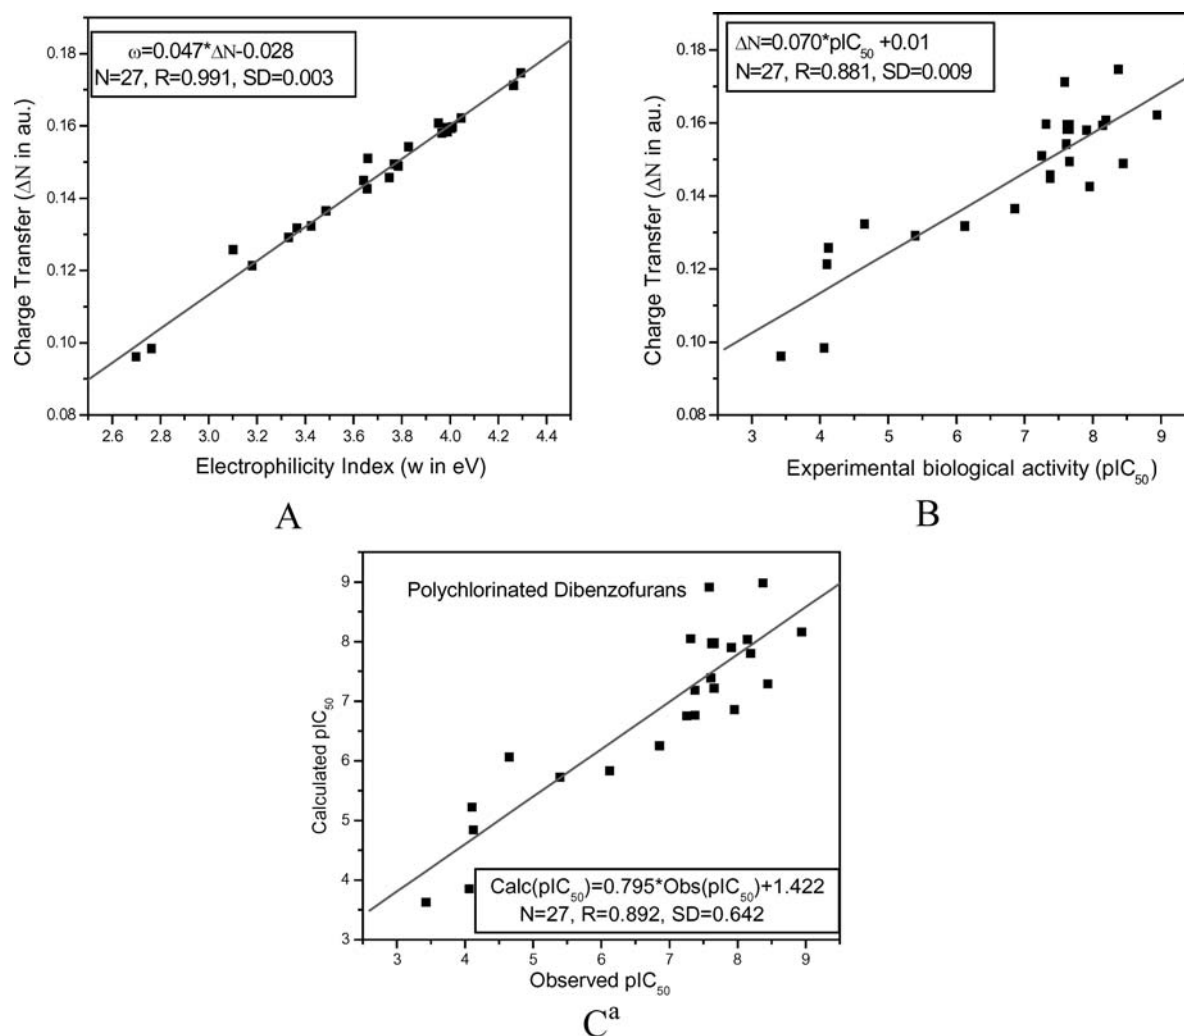 ω=0.047*ΔN-0.028
N=27, R=0.991, SD=0.003
0.18
0.16
0.14
0.12
0.10
0.08
Charge Transfer (ΔN in au.)
2.6 2.8 3.0 3.2 3.4 3.6 3.8 4.0 4.2 4.4
Electrophilicity Index (w in eV)
A
ΔN=0.070*pIC50 +0.01
N=27, R=0.881, SD=0.009
0.18
0.16
0.14
0.12
0.10
0.08
Charge Transfer (ΔN in au.)
3 4 5 6 7 8 9
Experimental biological activity (pIC50)
B
Polychlorinated Dibenzofurans
9
8
7
6
5
4
3
Calculated pIC50
Calc(pIC50)=0.795*Obs(pIC50)+1.422
N=27, R=0.892, SD=0.642
3 4 5 6 7 8 9
Observed pIC50
Ca